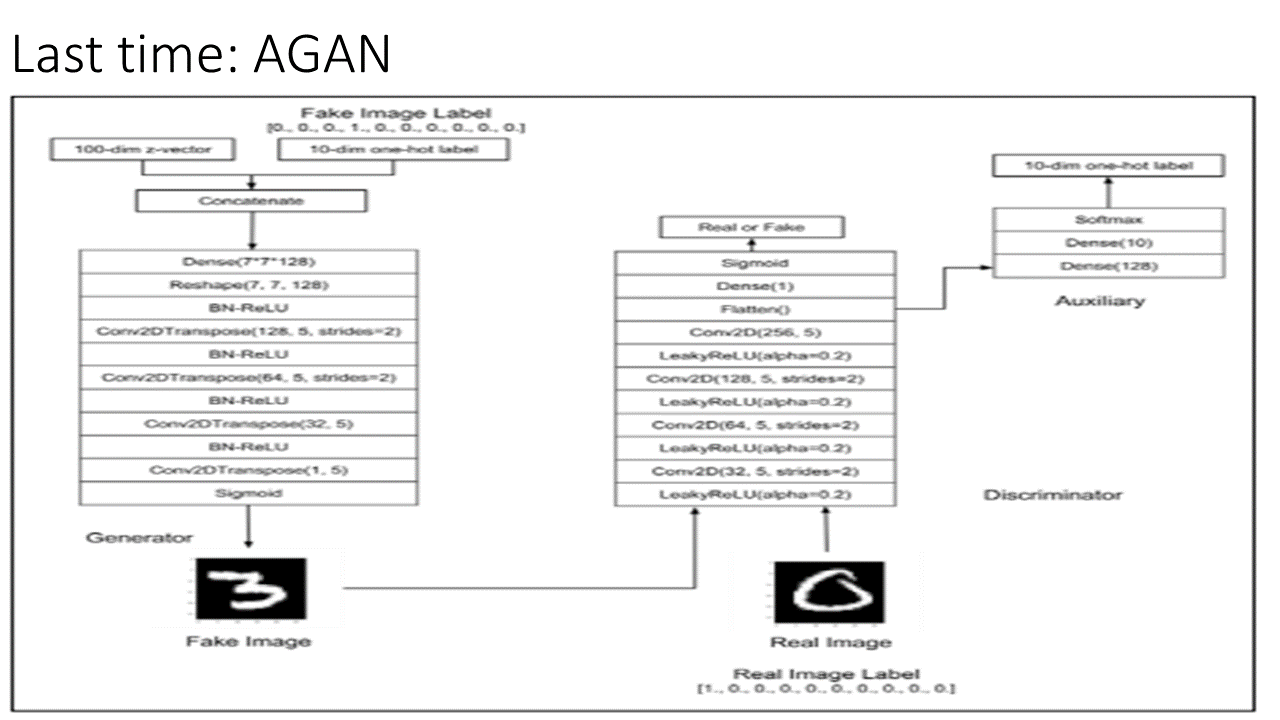 Last time: AGAN
Fake Image Label
[0., 0., 0., 1., 0., 0., 0., 0., 0., 0.]
100-dim z-vector
10-dim one-hot label
Concatenate
Dense(7*7*128)
Reshape(7, 7, 128)
BN-ReLU
Conv2DTranspose(128, 5, strides=2)
BN-ReLU
Conv2DTranspose(64, 5, strides=2)
BN-ReLU
Conv2DTranspose(32, 5)
BN-ReLU
Conv2DTranspose(1, 5)
Sigmoid
Generator
Fake Image
Real or Fake
Sigmoid
Dense(1)
Flatten()
Conv2D(256, 5)
LeakyReLU(alpha=0.2)
Conv2D(128, 5, strides=2)
LeakyReLU(alpha=0.2)
Conv2D(64, 5, strides=2)
LeakyReLU(alpha=0.2)
Conv2D(32, 5, strides=2)
LeakyReLU(alpha=0.2)
10-dim one-hot label
Softmax
Dense(10)
Dense(128)
Auxiliary
Discriminator
3
0
Real Image
Real Image Label
[1., 0., 0., 0., 0., 0., 0., 0., 0., 0.]